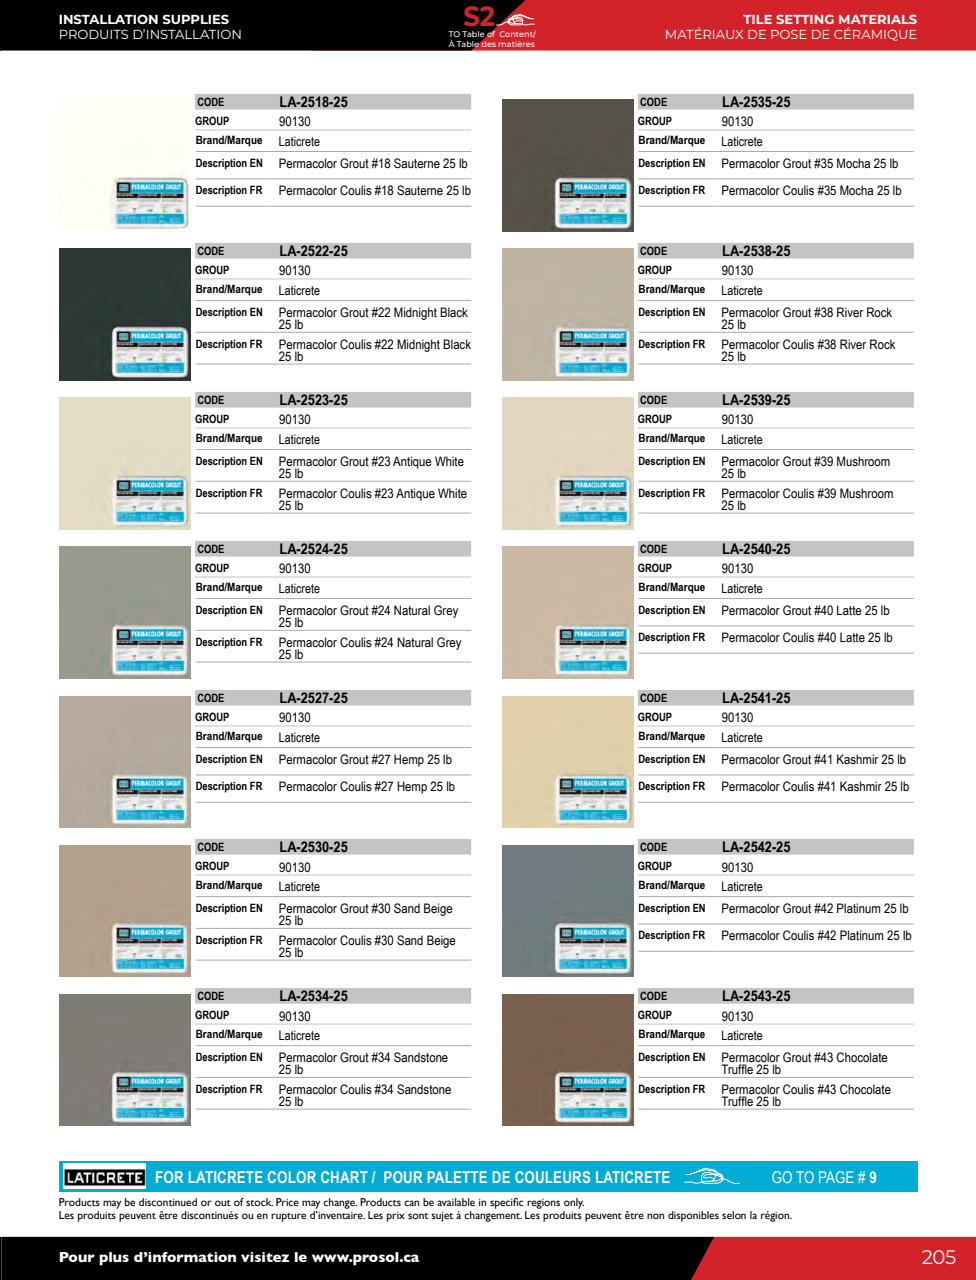 INSTALLATION SUPPLIES
PRODUITS D'INSTALLATION
S2
TO Table of Content/
À Table des matières
TILE SETTING MATERIALS
MATÉRIAUX DE POSE DE CÉRAMIQUE
CODE LA-2518-25
GROUP 90130
Brand/Marque Laticrete
Description EN Permacolor Grout #18 Sauterne 25 lb
Description FR Permacolor Coulis #18 Sauterne 25 lb
PERMACOLOR GROUT
CODE LA-2522-25
GROUP 90130
Brand/Marque Laticrete
Description EN Permacolor Grout #22 Midnight Black
25 lb
Description FR Permacolor Coulis #22 Midnight Black
25 lb
PERMACOLOR GROUT
CODE LA-2523-25
GROUP 90130
Brand/Marque Laticrete
Description EN Permacolor Grout #23 Antique White
25 lb
Description FR Permacolor Coulis #23 Antique White
25 lb
PERMACOLOR GROUT
CODE LA-2524-25
GROUP 90130
Brand/Marque Laticrete
Description EN Permacolor Grout #24 Natural Grey
25 lb
Description FR Permacolor Coulis #24 Natural Grey
25 lb
PERMACOLOR GROUT
CODE LA-2527-25
GROUP 90130
Brand/Marque Laticrete
Description EN Permacolor Grout #27 Hemp 25 lb
Description FR Permacolor Coulis #27 Hemp 25 lb
PERMACOLOR GROUT
CODE LA-2530-25
GROUP 90130
Brand/Marque Laticrete
Description EN Permacolor Grout #30 Sand Beige
25 lb
Description FR Permacolor Coulis #30 Sand Beige
25 lb
PERMACOLOR GROUT
CODE LA-2534-25
GROUP 90130
Brand/Marque Laticrete
Description EN Permacolor Grout #34 Sandstone
25 lb
Description FR Permacolor Coulis #34 Sandstone
25 lb
PERMACOLOR GROUT
CODE LA-2535-25
GROUP 90130
Brand/Marque Laticrete
Description EN Permacolor Grout #35 Mocha 25 lb
Description FR Permacolor Coulis #35 Mocha 25 lb
PERMACOLOR GROUT
CODE LA-2538-25
GROUP 90130
Brand/Marque Laticrete
Description EN Permacolor Grout #38 River Rock
25 lb
Description FR Permacolor Coulis #38 River Rock
25 lb
PERMACOLOR GROUT
CODE LA-2539-25
GROUP 90130
Brand/Marque Laticrete
Description EN Permacolor Grout #39 Mushroom
25 lb
Description FR Permacolor Coulis #39 Mushroom
25 lb
PERMACOLOR GROUT
CODE LA-2540-25
GROUP 90130
Brand/Marque Laticrete
Description EN Permacolor Grout #40 Latte 25 lb
Description FR Permacolor Coulis #40 Latte 25 lb
PERMACOLOR GROUT
CODE LA-2541-25
GROUP 90130
Brand/Marque Laticrete
Description EN Permacolor Grout #41 Kashmir 25 lb
Description FR Permacolor Coulis #41 Kashmir 25 lb
PERMACOLOR GROUT
CODE LA-2542-25
GROUP 90130
Brand/Marque Laticrete
Description EN Permacolor Grout #42 Platinum 25 lb
Description FR Permacolor Coulis #42 Platinum 25 lb
PERMACOLOR GROUT
CODE LA-2543-25
GROUP 90130
Brand/Marque Laticrete
Description EN Permacolor Grout #43 Chocolate
Truffle 25 lb
Description FR Permacolor Coulis #43 Chocolate
Truffle 25 lb
PERMACOLOR GROUT
LATICRETE FOR LATICRETE COLOR CHART / POUR PALETTE DE COULEURS LATICRETE GO TO PAGE # 9
Products may be discontinued or out of stock. Price may change. Products can be available in specific regions only.
Les produits peuvent être discontinués ou en rupture d'inventaire. Les prix sont sujet à changement. Les produits peuvent être non disponibles selon la région.
Pour plus d'information visitez le www.prosol.ca
205